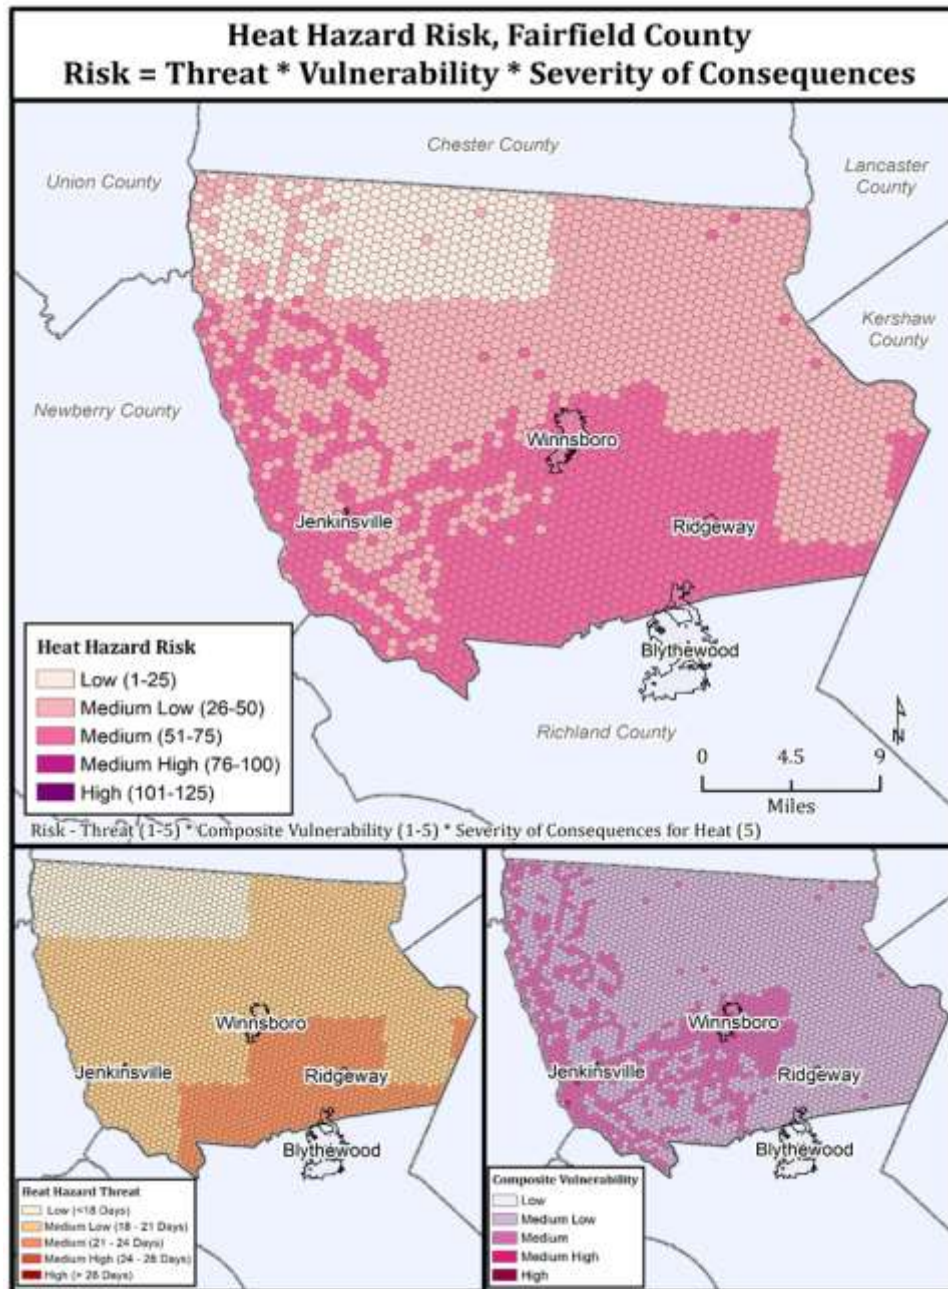 Heat Hazard Risk, Fairfield County
Risk = Threat * Vulnerability * Severity of Consequences
Chester County
Union County
Lancaster
County
Kershaw
County
Newberry County
Winnsboro
Jenkinsville
Ridgeway
Blythewood
Richland County
Heat Hazard Risk
Low (1-25)
Medium Low (26-50)
Medium (51-75)
Medium High (76-100)
High (101-125)
N
0 4.5 9
Miles
Risk - Threat (1-5) * Composite Vulnerability (1-5) * Severity of Consequences for Heat (5)
Winnsboro
Jenkinsville
Ridgeway
Blythewood
Heat Hazard Threat
Low (<18 Days)
Medium Low (18 - 21 Days)
Medium (21 - 24 Days)
Medium High (24 - 28 Days)
High (> 28 Days)
Winnsboro
Jenkinsville
Ridgeway
Blythewood
Composite Vulnerability
Low
Medium Low
Medium
Medium High
High